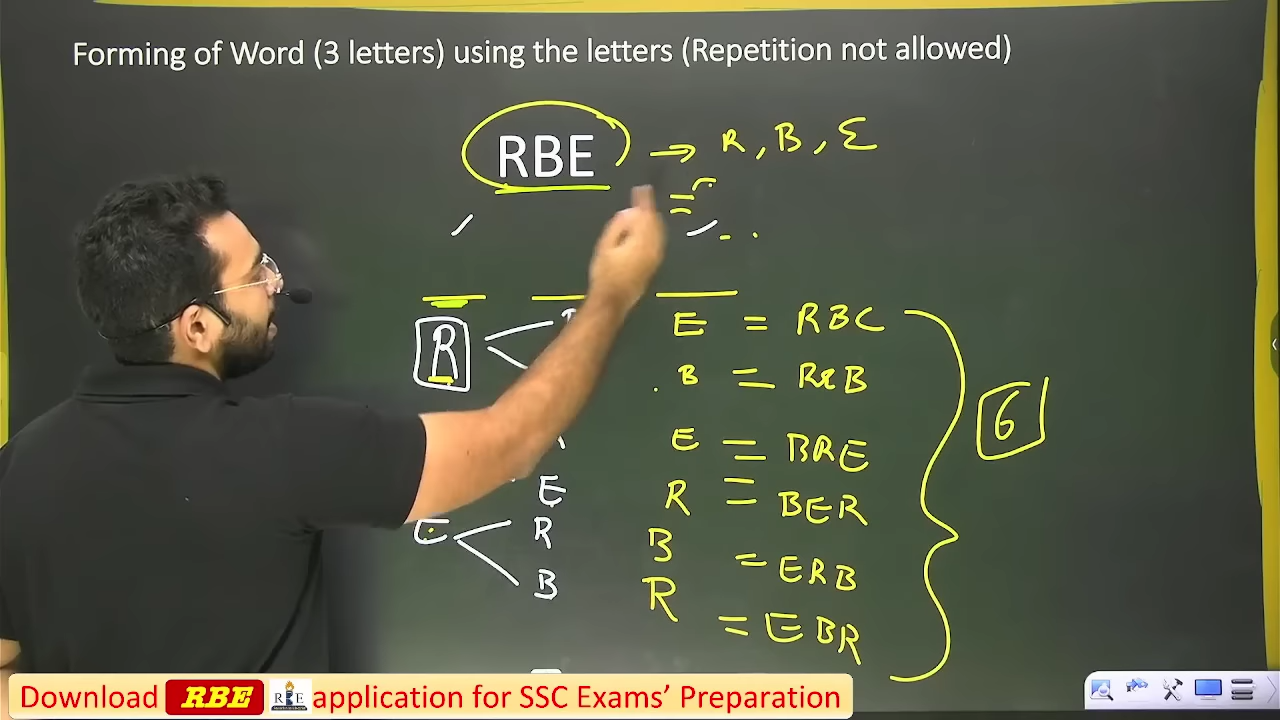 Forming of Word (3 letters) using the letters (Repetition not allowed)
RBE → R, B, E
R E = RBC
B = REB
E = BRE
E R = BER
E R B = ERB
B R = EBR
6
Download RBE RBE application for SSC Exams' Preparation